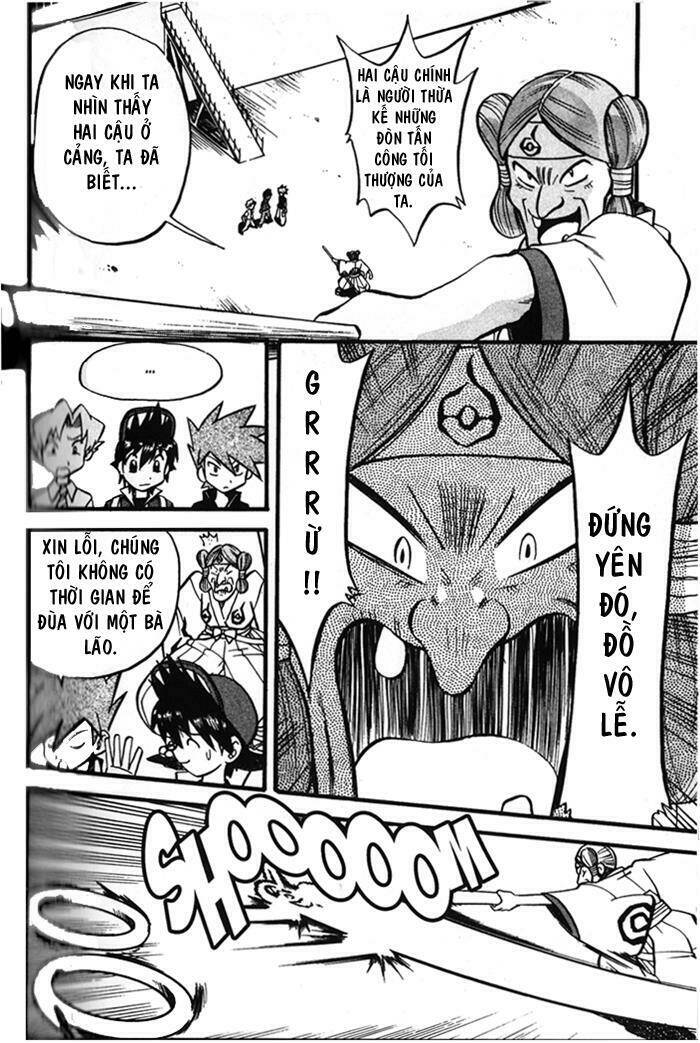 NGAY KHI TA
NHÌN THẤY
HAI CẬU Ở
CẢNG, TA ĐÃ
BIẾT...
HAI CẬU CHÍNH
LÀ NGƯỜI THỪA
KẾ NHỮNG
ĐÒN TẤN
CÔNG TỐI
THƯỢNG CỦA
TA.
...
GRRRỪ!!
ĐỨNG
YÊN
ĐÓ,
ĐỒ
VÔ
LỄ.
XIN LỖI, CHÚNG
TÔI KHÔNG CÓ
THỜI GIAN ĐỂ
ĐÙA VỚI MỘT BÀ
LÃO.
SHOOOOOM